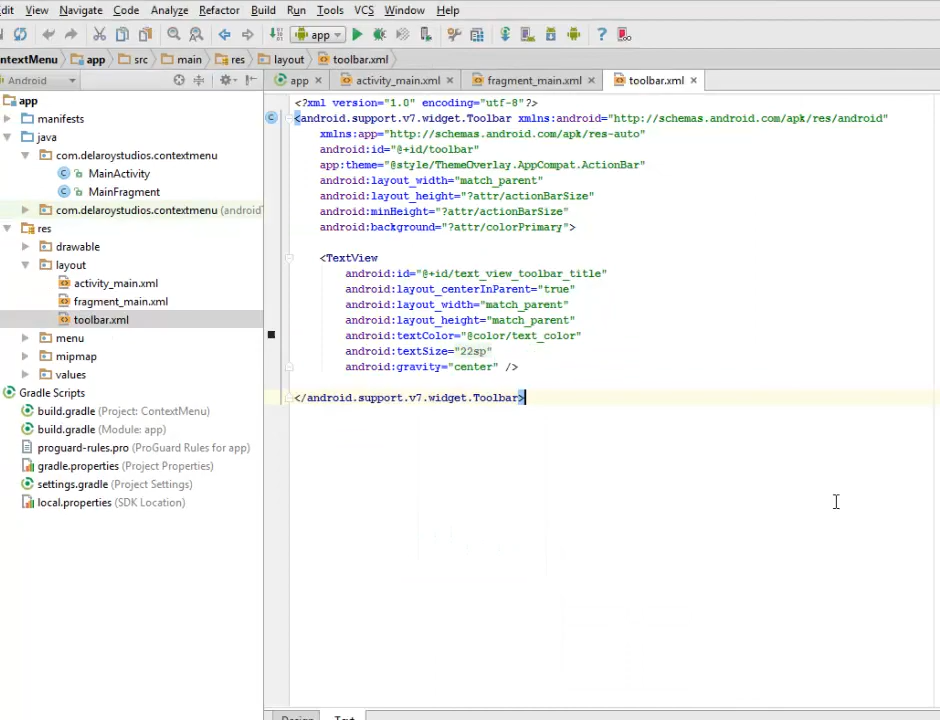 dit View Navigate Code Analyze Refactor Build Run Tools VCS Window Help
app
ntextMenu app src main res layout toolbar.xml
Android
app activity_main.xml fragment_main.xml toolbar.xml
app
manifests
java
com.delaroystudios.contextmenu
MainActivity
MainFragment
com.delaroystudios.contextmenu (android
res
drawable
layout
activity_main.xml
fragment_main.xml
toolbar.xml
menu
mipmap
values
Gradle Scripts
build.gradle (Project: ContextMenu)
build.gradle (Module: app)
proguard-rules.pro (ProGuard Rules for app)
gradle.properties (Project Properties)
settings.gradle (Project Settings)
local.properties (SDK Location)
<?xml version="1.0" encoding="utf-8"?>
<android.support.v7.widget.Toolbar xmlns:android="http://schemas.android.com/apk/res/android"
xmlns:app="http://schemas.android.com/apk/res-auto"
android:id="@+id/toolbar"
app:theme="@style/ThemeOverlay.AppCompat.ActionBar"
android:layout_width="match_parent"
android:layout_height="?attr/actionBarSize"
android:minHeight="?attr/actionBarSize"
android:background="?attr/colorPrimary">
<TextView
android:id="@+id/text_view_toolbar_title"
android:layout_centerInParent="true"
android:layout_width="match_parent"
android:layout_height="match_parent"
android:textColor="@color/text_color"
android:textSize="22sp"
android:gravity="center" />
</android.support.v7.widget.Toolbar>
Design Text